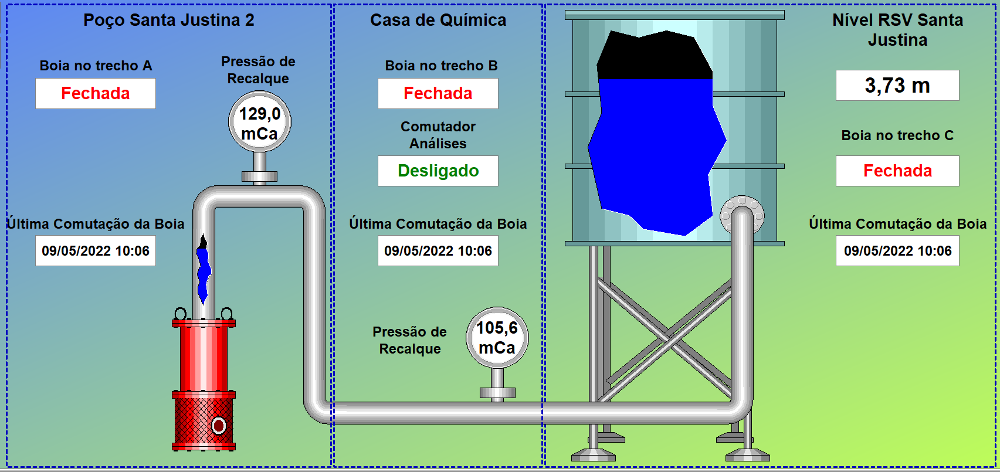 Poço Santa Justina 2
Boia no trecho A
Fechada
Pressão de
Recalque
129,0
mCa
Última Comutação da Boia
09/05/2022 10:06
Casa de Química
Boia no trecho B
Fechada
Comutador
Análises
Desligado
Última Comutação da Boia
09/05/2022 10:06
Pressão de
Recalque
105,6
mCa
Nível RSV Santa
Justina
3,73 m
Boia no trecho C
Fechada
Última Comutação da Boia
09/05/2022 10:06